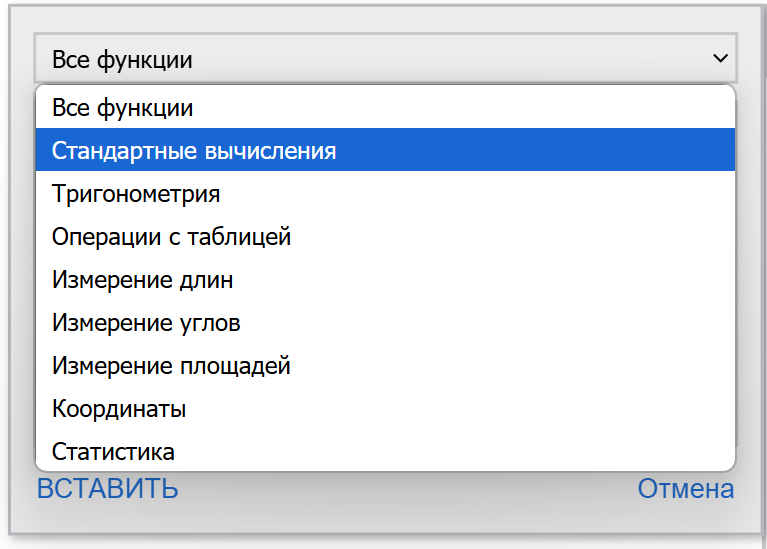 Все функции
Все функции
Стандартные вычисления
Тригонометрия
Операции с таблицей
Измерение длин
Измерение углов
Измерение площадей
Координаты
Статистика
ВСТАВИТЬ Отмена